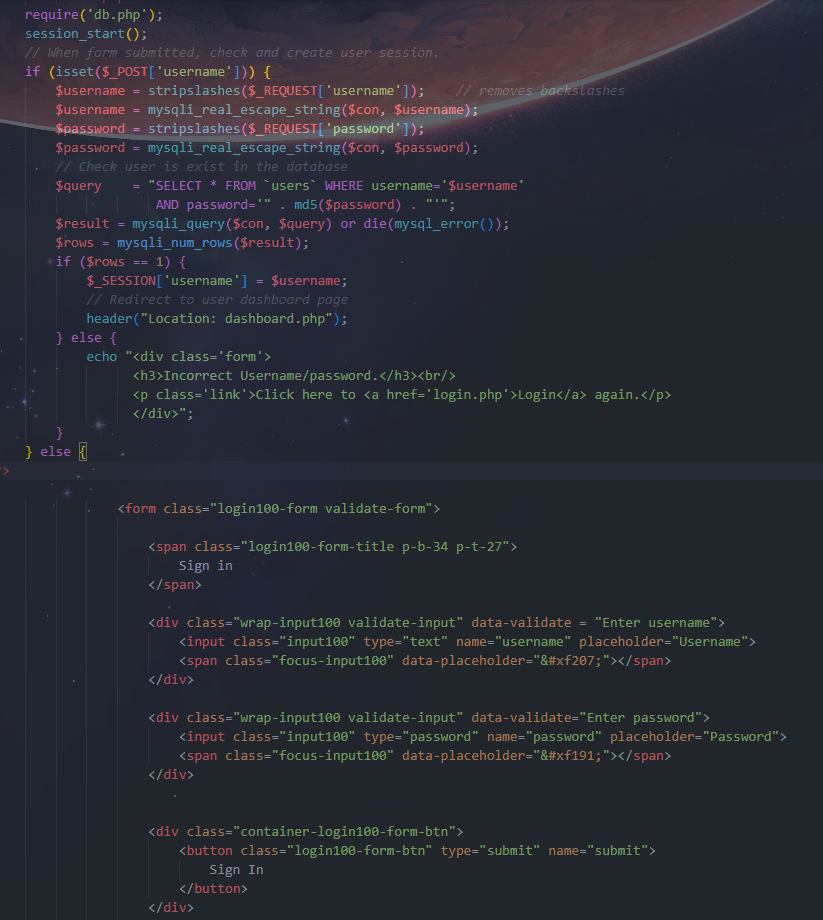 require('db.php');
session_start();
// When form submitted, check and create user session.
if (isset($_POST['username'])) {
    $username = stripslashes($_REQUEST['username']);    // removes backslashes
    $username = mysqli_real_escape_string($con, $username);
    $password = stripslashes($_REQUEST['password']);
    $password = mysqli_real_escape_string($con, $password);
    // Check user is exist in the database
    $query    = "SELECT * FROM `users` WHERE username='$username'
                 AND password='" . md5($password) . "'";
    $result = mysqli_query($con, $query) or die(mysql_error());
    $rows = mysqli_num_rows($result);
    if ($rows == 1) {
        $_SESSION['username'] = $username;
        // Redirect to user dashboard page
        header("Location: dashboard.php");
    } else {
        echo "<div class='form'>
              <h3>Incorrect Username/password.</h3><br/>
              <p class='link'>Click here to <a href='login.php'>Login</a> again.</p>
              </div>";
    }
} else {
>
            <form class="login100-form validate-form">
                <span class="login100-form-title p-b-34 p-t-27">
                    Sign in
                </span>
                <div class="wrap-input100 validate-input" data-validate = "Enter username">
                    <input class="input100" type="text" name="username" placeholder="Username">
                    <span class="focus-input100" data-placeholder="&#xf207;"></span>
                </div>
                <div class="wrap-input100 validate-input" data-validate="Enter password">
                    <input class="input100" type="password" name="password" placeholder="Password">
                    <span class="focus-input100" data-placeholder="&#xf191;"></span>
                </div>
                <div class="container-login100-form-btn">
                    <button class="login100-form-btn" type="submit" name="submit">
                        Sign In
                    </button>
                </div>